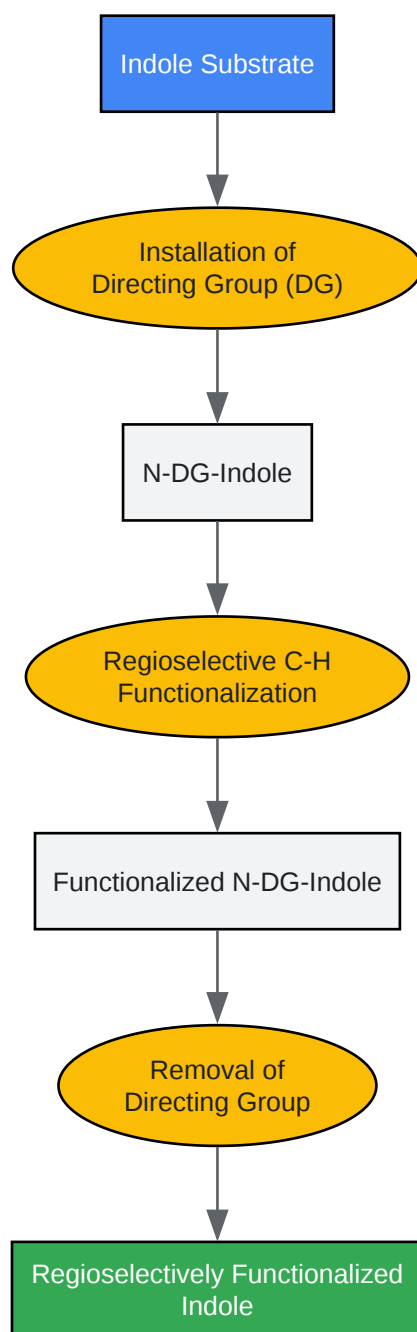 Indole Substrate
Installation of
Directing Group (DG)
N-DG-Indole
Regioselective C-H
Functionalization
Functionalized N-DG-Indole
Removal of
Directing Group
Regioselectively Functionalized
Indole